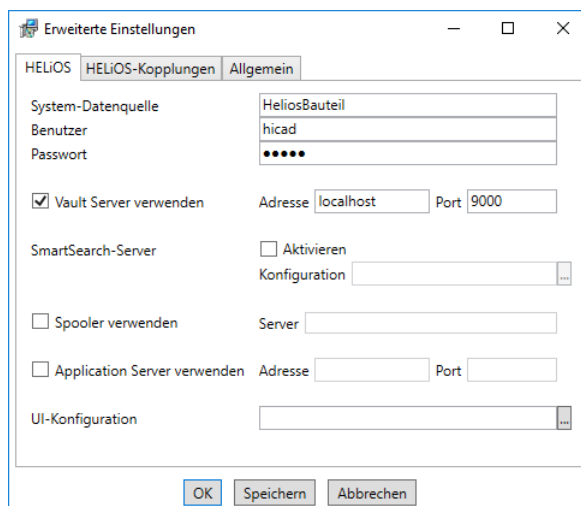 Erweiterte Einstellungen
HELiOS HELiOS-Kopplungen Allgemein
System-Datenquelle HeliosBauteil
Benutzer hicad
Passwort ●●●●●
Vault Server verwenden Adresse localhost Port 9000
SmartSearch-Server Aktivieren
Konfiguration ...
Spooler verwenden Server
Application Server verwenden Adresse Port
UI-Konfiguration ...
OK Speichern Abbrechen